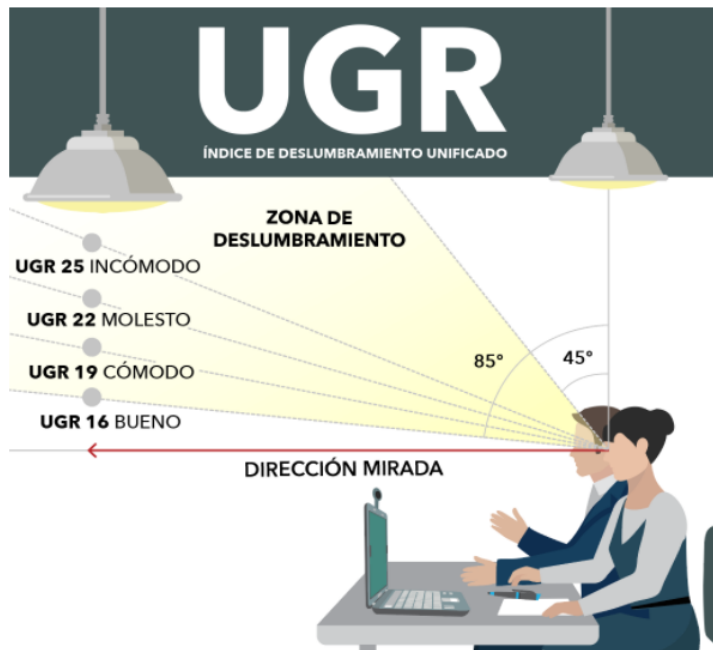 UGR
ÍNDICE DE DESLUMBRAMIENTO UNIFICADO
ZONA DE
DESLUMBRAMIENTO
UGR 25 INCÓMODO
UGR 22 MOLESTO
UGR 19 CÓMODO
UGR 16 BUENO
85°
45°
DIRECCIÓN MIRADA